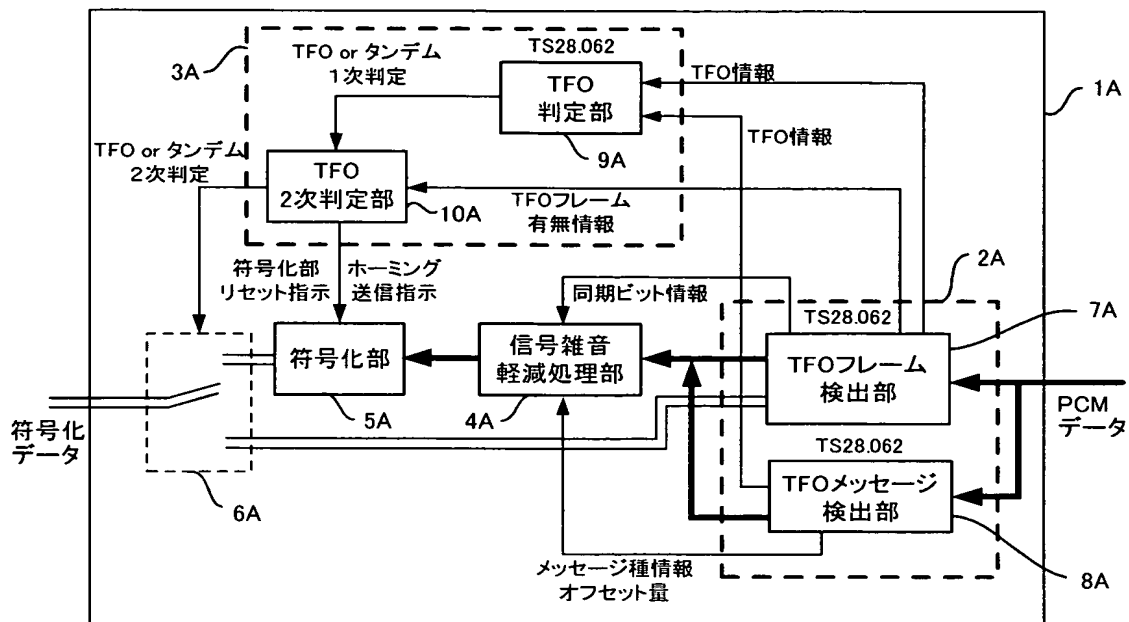 3A
TFO or タンデム
1次判定
TS28.062
TFO
判定部
9A
TFO情報
TFO情報
1A
TFO or タンデム
2次判定
TFO
2次判定部
10A
TFOフレーム
有無情報
符号化部
リセット指示
ホーミング
送信指示
同期ビット情報
2A
TS28.062
7A
符号化部
5A
信号雑音
軽減処理部
4A
TFOフレーム
検出部
PCM
データ
符号化
データ
6A
TS28.062
TFOメッセージ
検出部
8A
メッセージ種情報
オフセット量